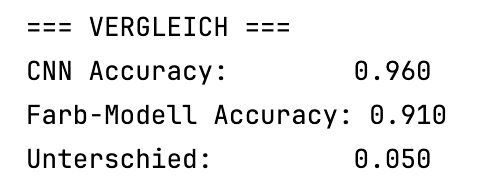 === VERGLEICH ===
CNN Accuracy:        0.960
Farb-Modell Accuracy: 0.910
Unterschied:         0.050